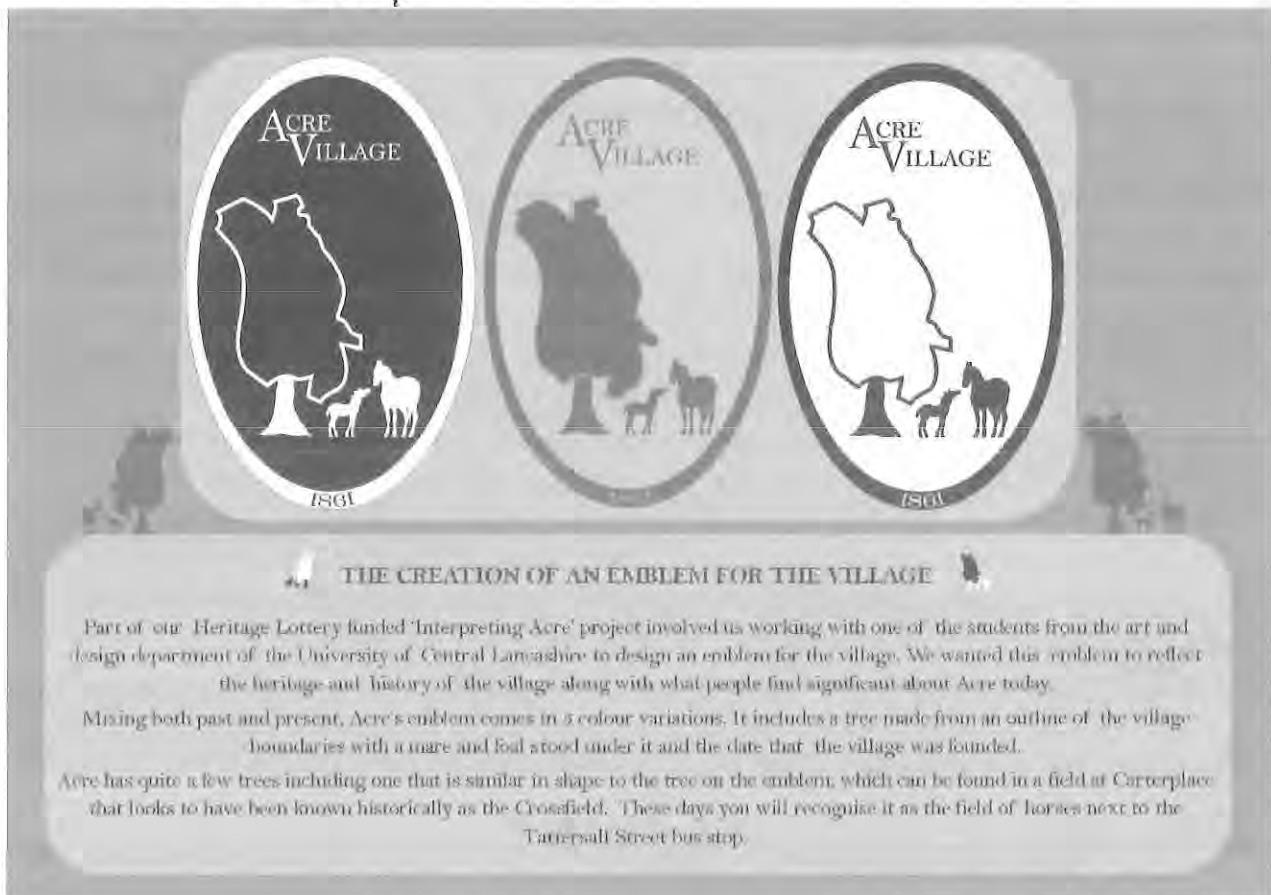 ACRE
VILLAGE
1861
ACRE
VILLAGE
ACRE
VILLAGE
1861
THE CREATION OF AN EMBLEM FOR THE VILLAGE
Part of our Heritage Lottery funded 'Interpreting Acre' project involved us working with one of the students from the art and
design department of the University of Central Lancashire to design an emblem for the village. We wanted this emblem to reflect
the heritage and history of the village along with what people find significant about Acre today.
Mixing both past and present, Acre's emblem comes in 3 colour variations. It includes a tree made from an outline of the village
boundaries with a mare and foal stood under it and the date that the village was founded.
Acre has quite a few trees including one that is similar in shape to the tree on the emblem, which can be found in a field at Carterplace
that looks to have been known historically as the Crossfield. These days you will recognise it as the field of horses next to the
Tattersall Street bus stop.